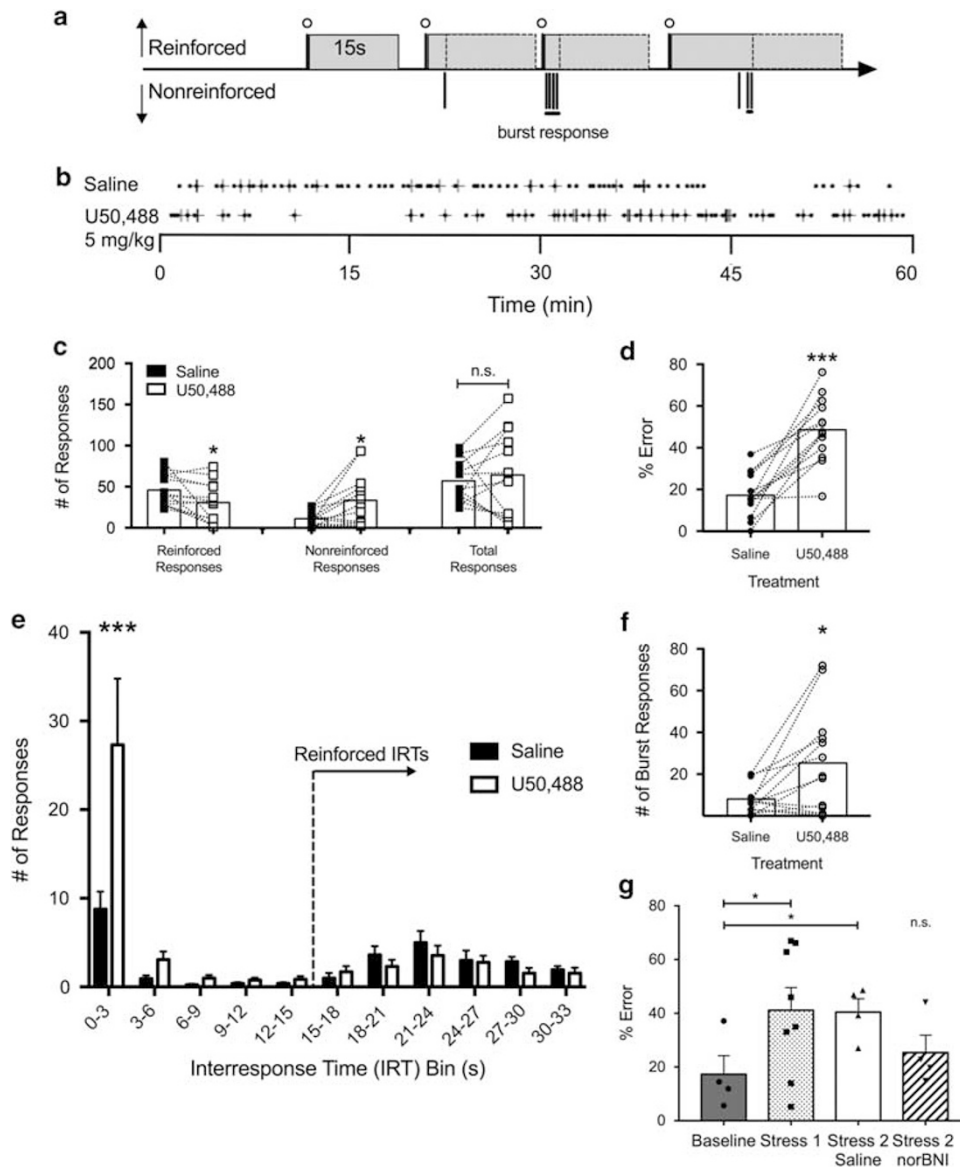 a
Reinforced
15s
Nonreinforced
burst response
b
Saline
U50,488
5 mg/kg
0 15 30 45 60
Time (min)
c
# of Responses
200
150
100
50
0
Saline
U50,488
*
*
n.s.
Reinforced Responses
Nonreinforced Responses
Total Responses
d
% Error
80
60
40
20
0
***
Saline U50,488
Treatment
e
# of Responses
40
30
20
10
0
***
Reinforced IRTs
Saline
U50,488
0-3 3-6 6-9 9-12 12-15 15-18 18-21 21-24 24-27 27-30 30-33
Interresponse Time (IRT) Bin (s)
f
# of Burst Responses
80
60
40
20
*
Saline U50,488
Treatment
g
% Error
80
60
40
20
0
*
*
n.s.
Baseline Stress 1 Stress 2 Saline Stress 2 norBNI